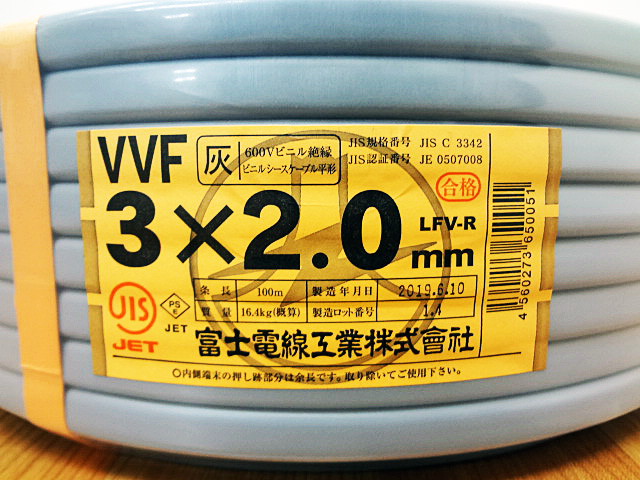 VVF
灰
600Vビニル絶縁
ビニルシースケーブル平形
JIS規格番号 JIS C 3342
JIS認証番号 JE 0507008
合格
3×2.0mm
LFV-R
条長 100m 製造年月日 2019.6.10
質量 16.4kg(概算) 製造ロット番号 1.4
JIS
JET
PS
E
JET
富士電線工業株式會社
○内側端末の押し跡部分は余長です。取り除いてご使用下さい。
4560273650051